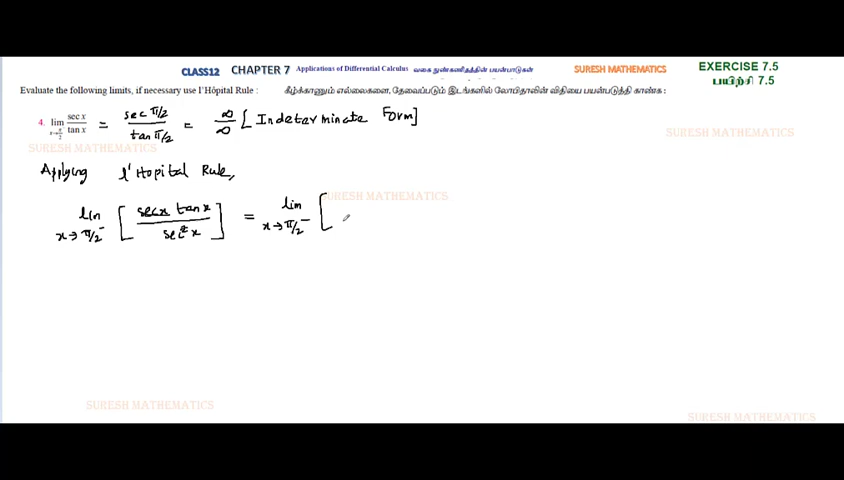 CLASS12 CHAPTER 7 Applications of Differential Calculus வகை நுண்கணிதத்தின் பயன்பாடுகள் SURESH MATHEMATICS EXERCISE 7.5
பயிற்சி 7.5
Evaluate the following limits, if necessary use l'Hôpital Rule : கீழ்க்காணும் எல்லைகளை, தேவைப்படும் இடங்களில் லோபிதாலின் விதியை பயன்படுத்தி காண்க :
4. lim x→π/2 sec x / tan x = sec π/2 / tan π/2 = ∞/∞ [Indeterminate Form]
SURESH MATHEMATICS
SURESH MATHEMATICS
Applying l' Hopital Rule,
SURESH MATHEMATICS
lim x→π/2⁻ [ secx tanx / sec²x ] = lim x→π/2⁻ [
SURESH MATHEMATICS
SURESH MATHEMATICS